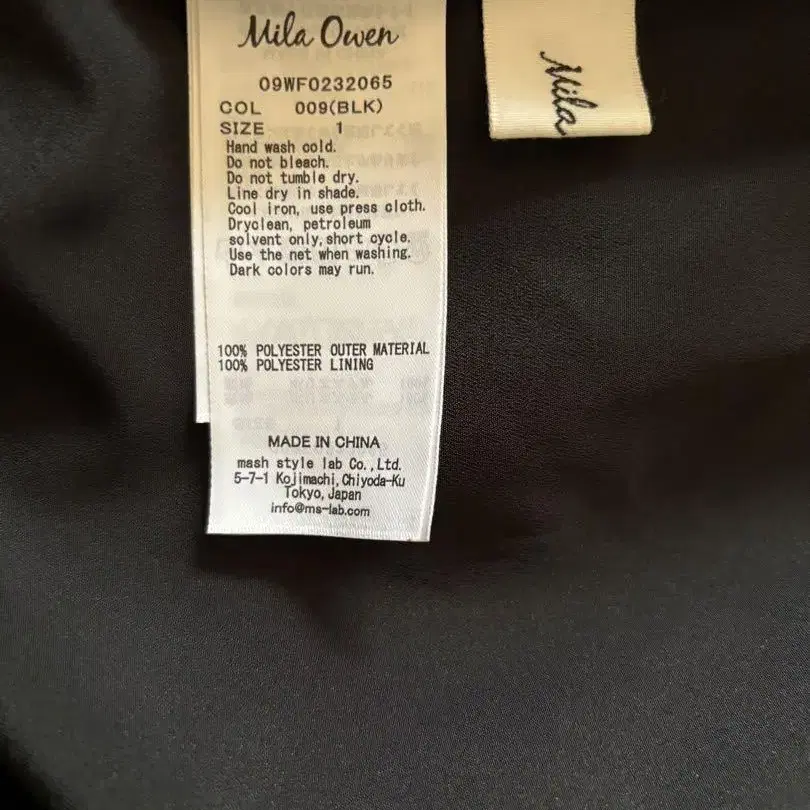 Mila Owen
09WF0232065
COL 009(BLK)
SIZE 1
Hand wash cold.
Do not bleach.
Do not tumble dry.
Line dry in shade.
Cool iron, use press cloth.
Dryclean, petroleum
solvent only, short cycle.
Use the net when washing.
Dark colors may run.
100% POLYESTER OUTER MATERIAL
100% POLYESTER LINING
MADE IN CHINA
mash style lab Co.,Ltd.
5-7-1 Kojimachi,Chiyoda-Ku
Tokyo,Japan
info@ms-lab.com
Mila